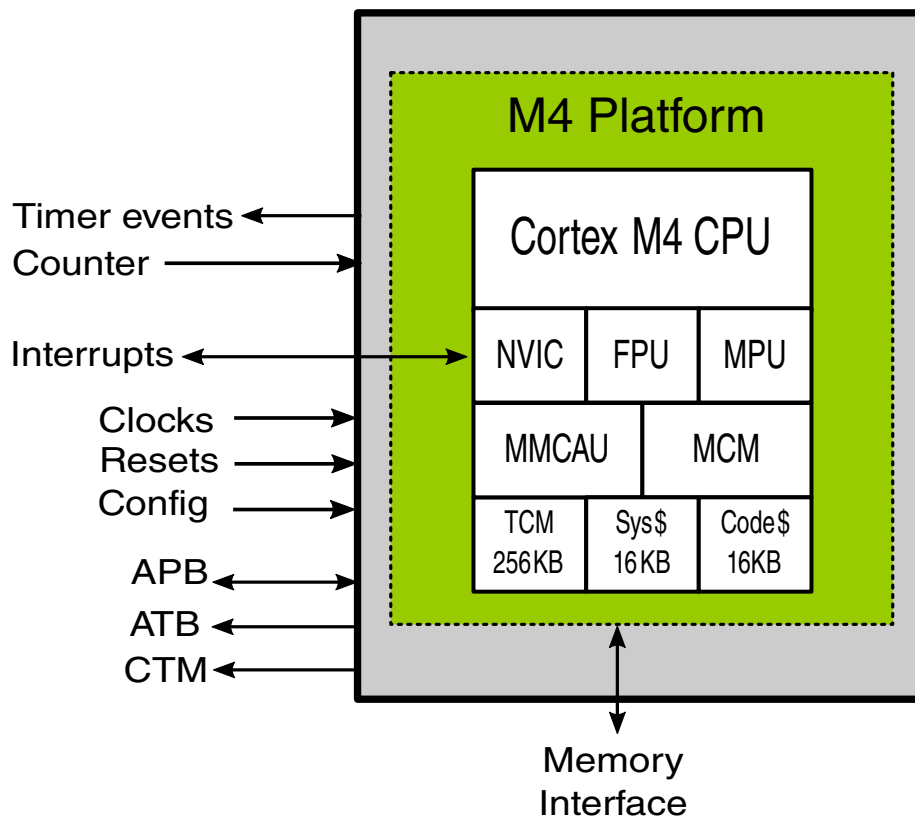 M4 Platform
Cortex M4 CPU
NVIC
FPU
MPU
MMCAU
MCM
TCM
256KB
Sys$
16KB
Code$
16KB
Timer events
Counter
Interrupts
Clocks
Resets
Config
APB
ATB
CTM
Memory
Interface